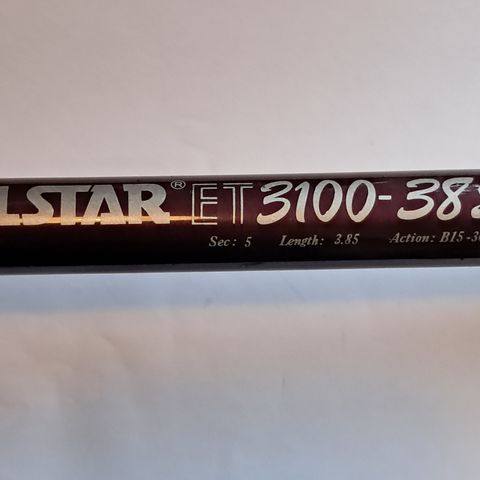 LSTAR® ET 3100-38
Sec: 5 Length: 3.85 Action: B15-3